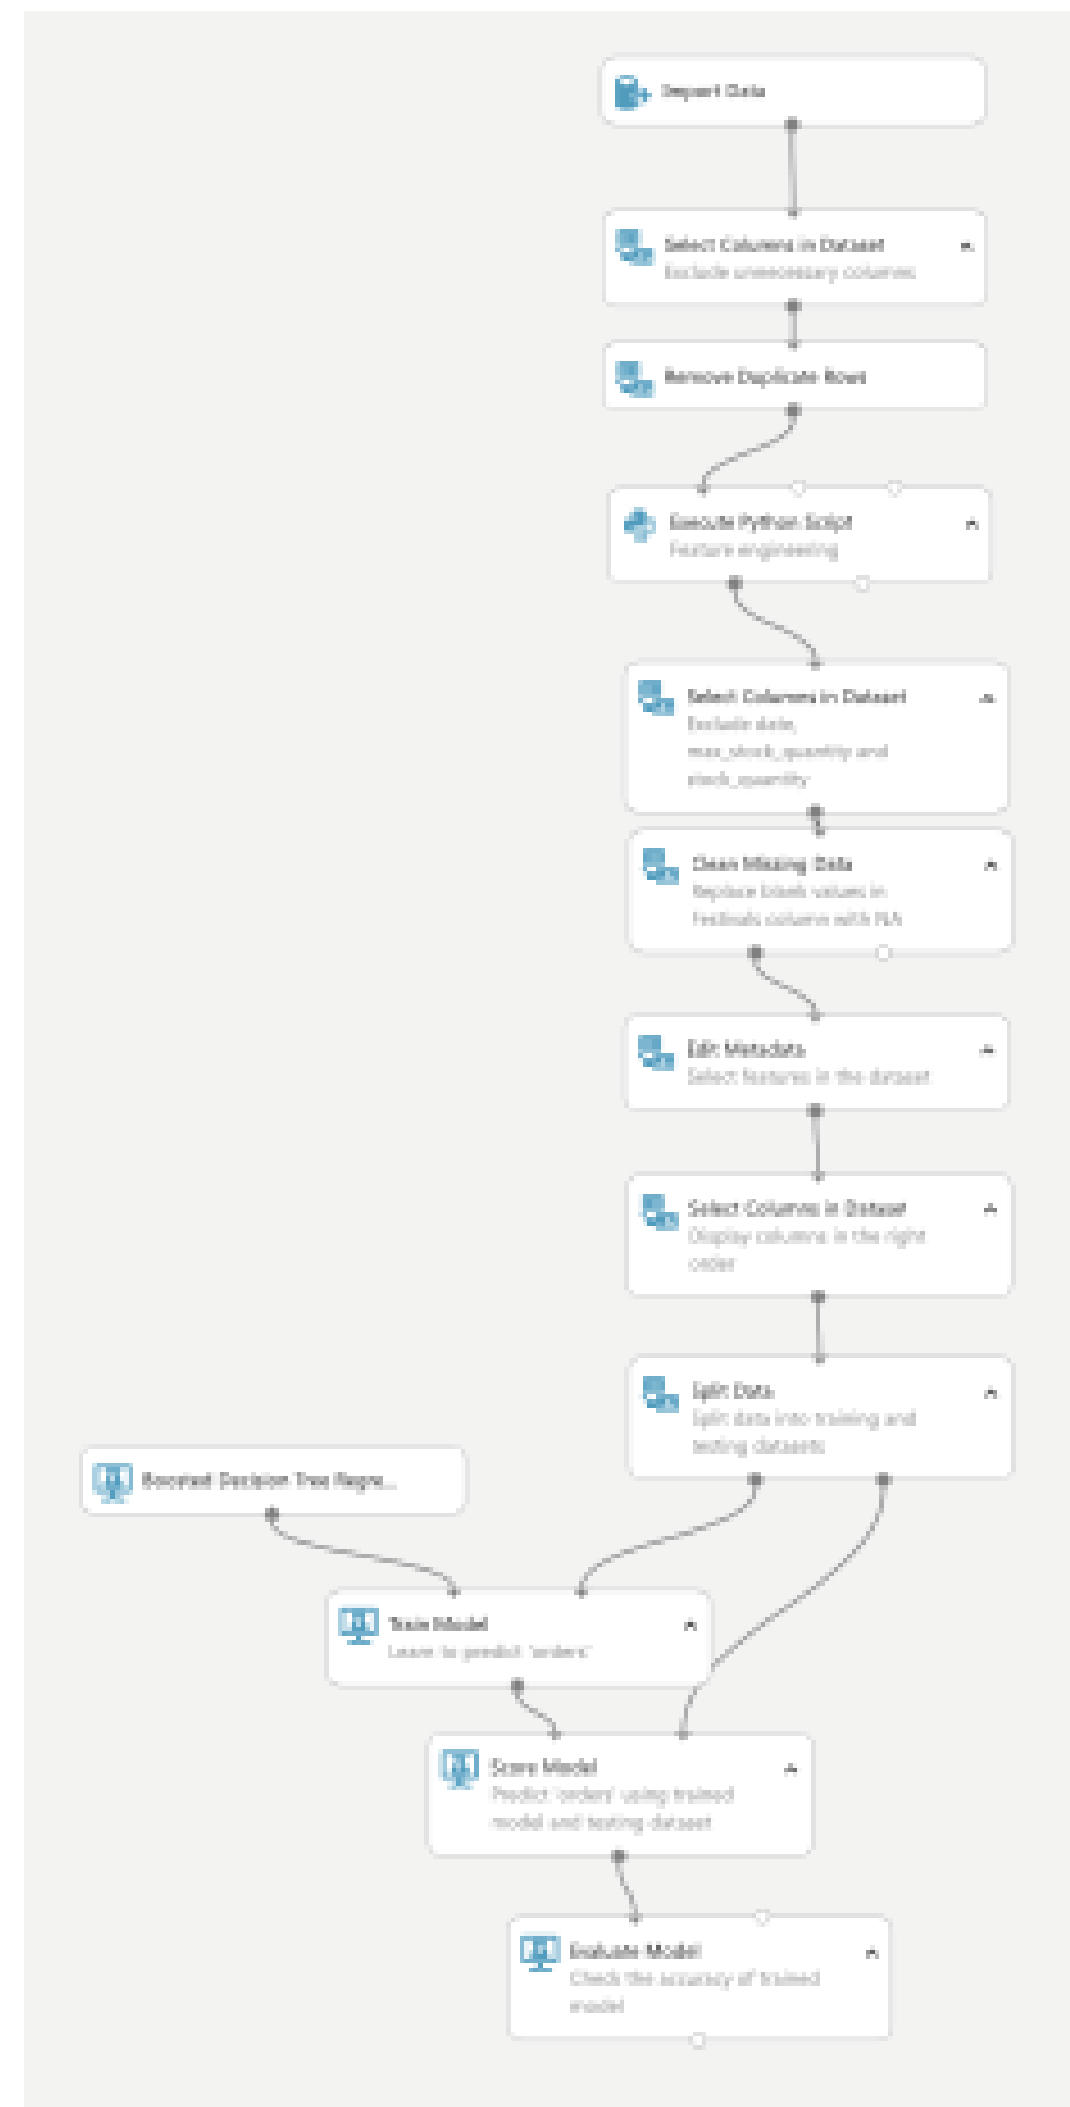 Import Data
Select Columns in Dataset
Exclude unnecessary columns
Remove Duplicate Rows
Execute Python Script
Feature engineering
Select Columns in Dataset
Exclude date,
max_stock_quantity and
stock_quantity
Clean Missing Data
Replace blank values in
Festivals column with NA
Edit Metadata
Select features in the dataset
Select Columns in Dataset
Display columns in the right
order
Split Data
Split data into training and
testing datasets
Boosted Decision Tree Regre...
Train Model
Learn to predict 'orders'
Score Model
Predict 'orders' using trained
model and testing dataset
Evaluate Model
Check the accuracy of trained
model